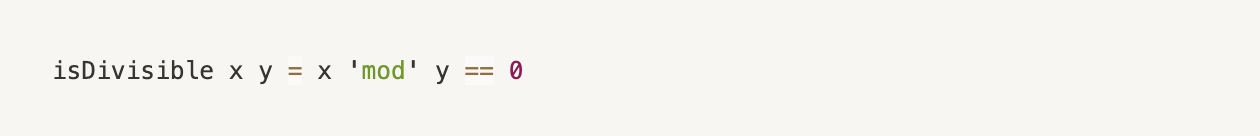 isDivisible x y = x 'mod' y == 0